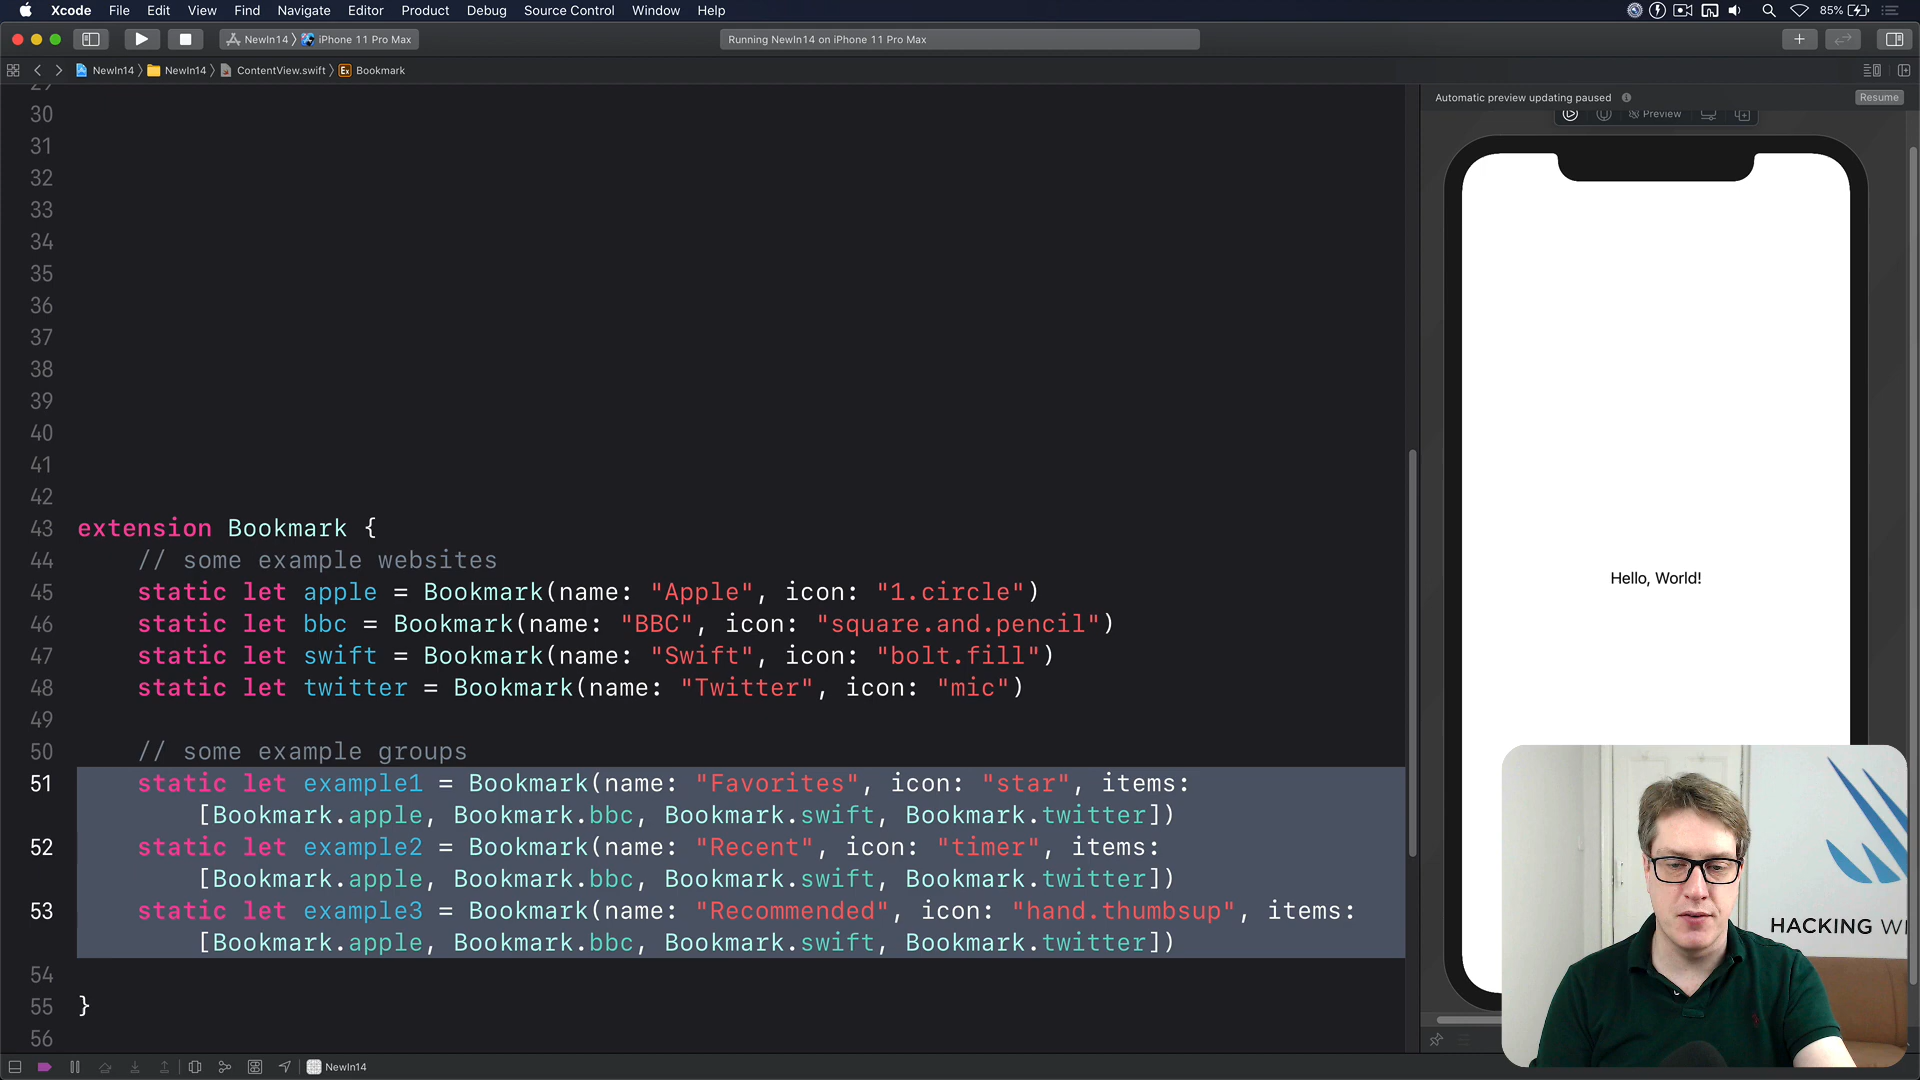 Xcode File Edit View Find Navigate Editor Product Debug Source Control Window Help 85%
NewIn14 iPhone 11 Pro Max Running NewIn14 on iPhone 11 Pro Max
NewIn14 NewIn14 ContentView.swift Ex Bookmark
Automatic preview updating paused Resume
Preview
29
30
31
32
33
34
35
36
37
38
39
40
41
42
43 extension Bookmark {
44 // some example websites
45 static let apple = Bookmark(name: "Apple", icon: "1.circle")
46 static let bbc = Bookmark(name: "BBC", icon: "square.and.pencil")
47 static let swift = Bookmark(name: "Swift", icon: "bolt.fill")
48 static let twitter = Bookmark(name: "Twitter", icon: "mic")
49
50 // some example groups
51 static let example1 = Bookmark(name: "Favorites", icon: "star", items:
[Bookmark.apple, Bookmark.bbc, Bookmark.swift, Bookmark.twitter])
52 static let example2 = Bookmark(name: "Recent", icon: "timer", items:
[Bookmark.apple, Bookmark.bbc, Bookmark.swift, Bookmark.twitter])
53 static let example3 = Bookmark(name: "Recommended", icon: "hand.thumbsup", items:
[Bookmark.apple, Bookmark.bbc, Bookmark.swift, Bookmark.twitter])
54
55 }
56
Hello, World!
HACKING WI
NewIn14